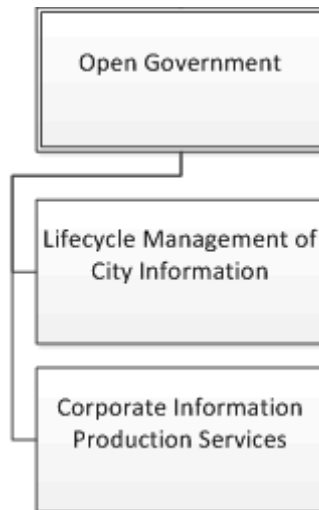 Open Government
Lifecycle Management of
City Information
Corporate Information
Production Services